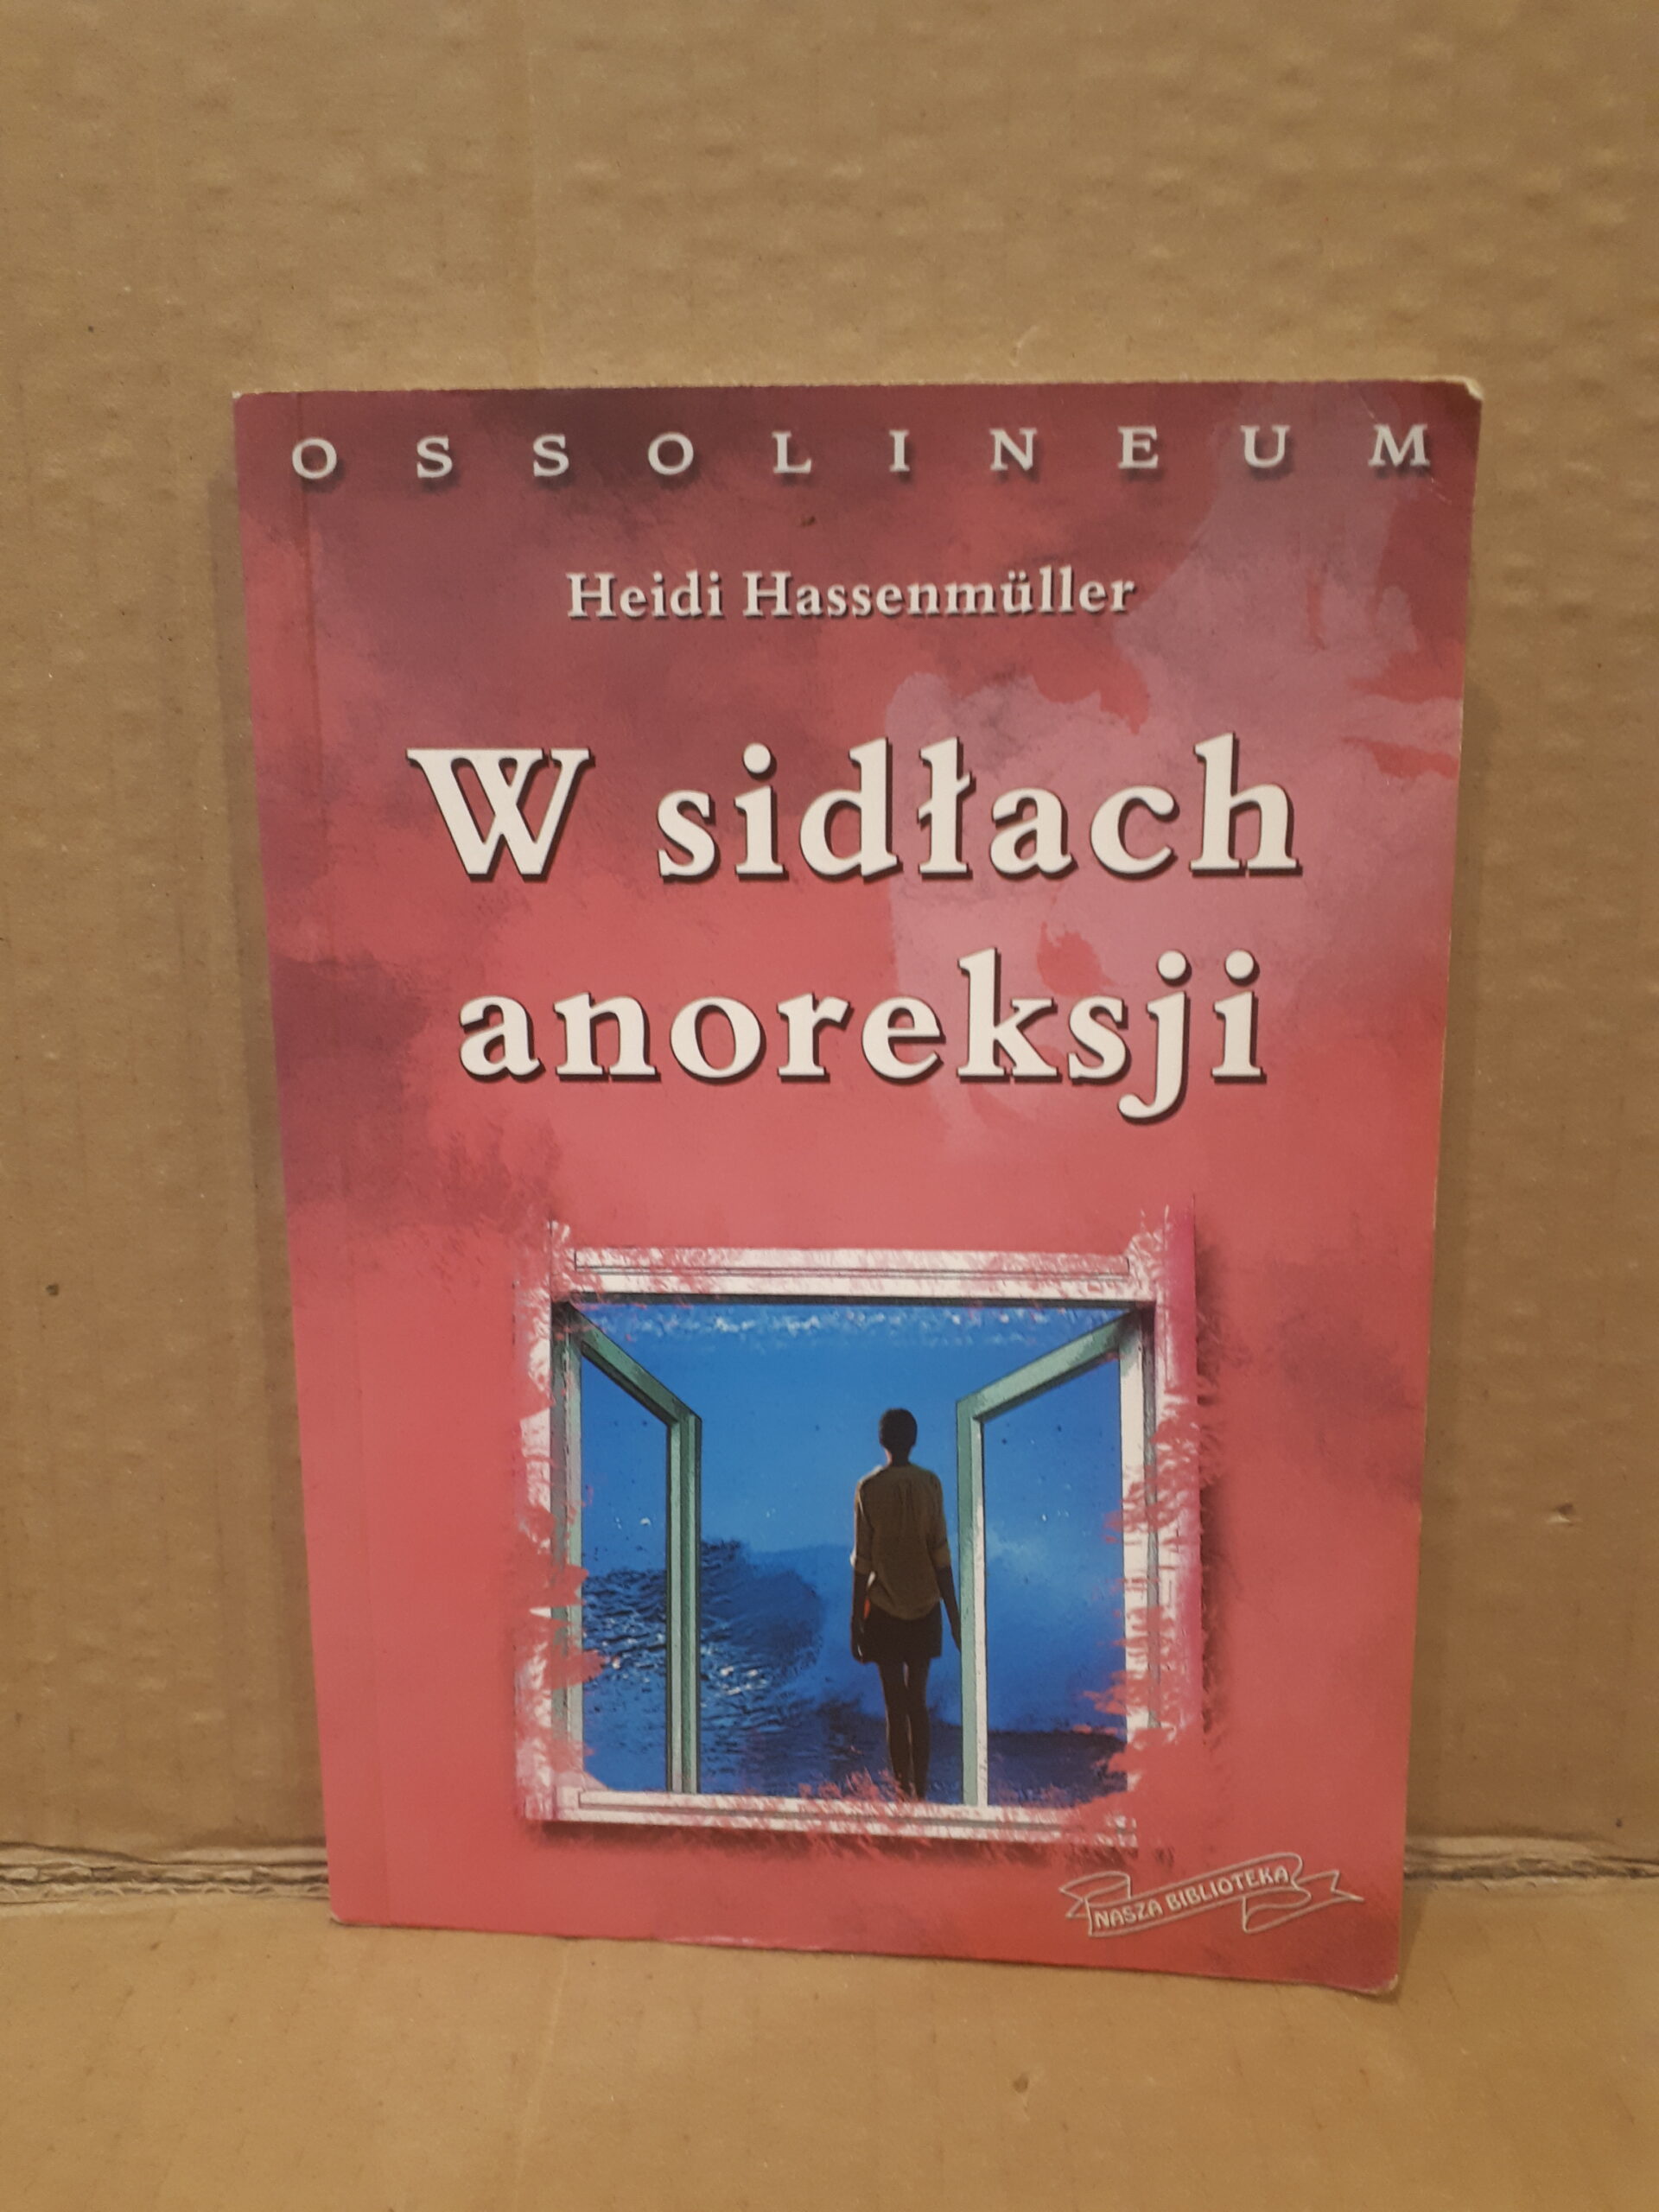 OSSOLINEUM
Heidi Hassenmüller
W sidłach
anoreksji
NASZA BIBLIOTEKA